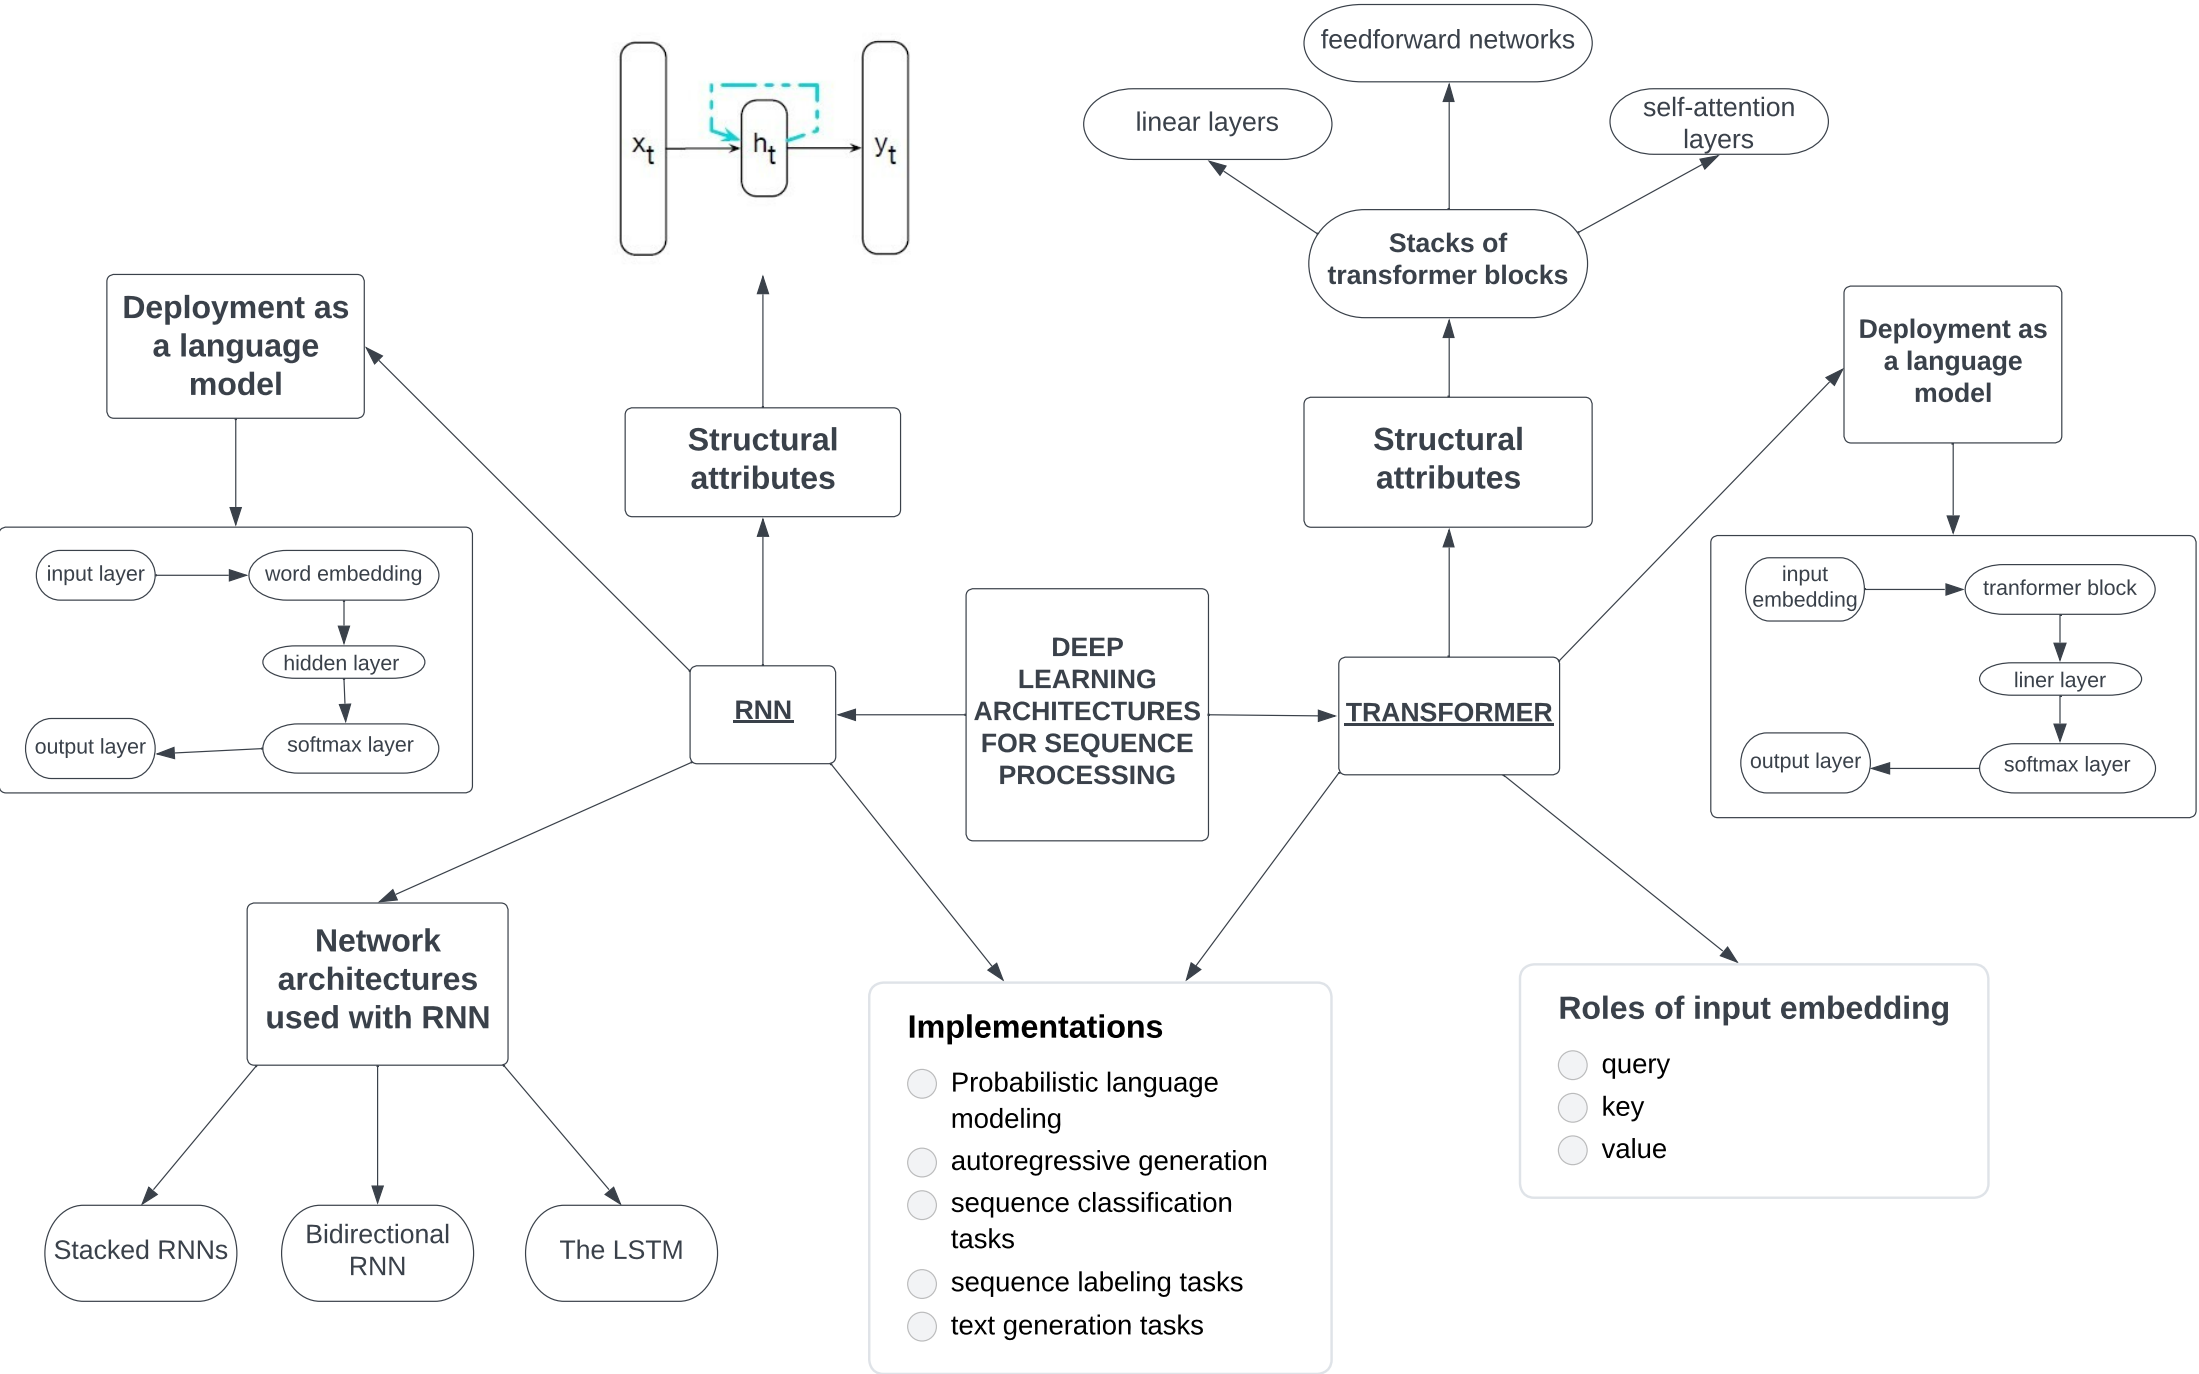 feedforward networks
linear layers
self-attention
layers
xt
ht
yt
Stacks of
transformer blocks
Deployment as
a language
model
Structural
attributes
Structural
attributes
Deployment as
a language
model
input layer
word embedding
hidden layer
softmax layer
output layer
RNN
DEEP
LEARNING
ARCHITECTURES
FOR SEQUENCE
PROCESSING
TRANSFORMER
input
embedding
tranformer block
liner layer
softmax layer
output layer
Network
architectures
used with RNN
Stacked RNNs
Bidirectional
RNN
The LSTM
Implementations
Probabilistic language
modeling
autoregressive generation
sequence classification
tasks
sequence labeling tasks
text generation tasks
Roles of input embedding
query
key
value